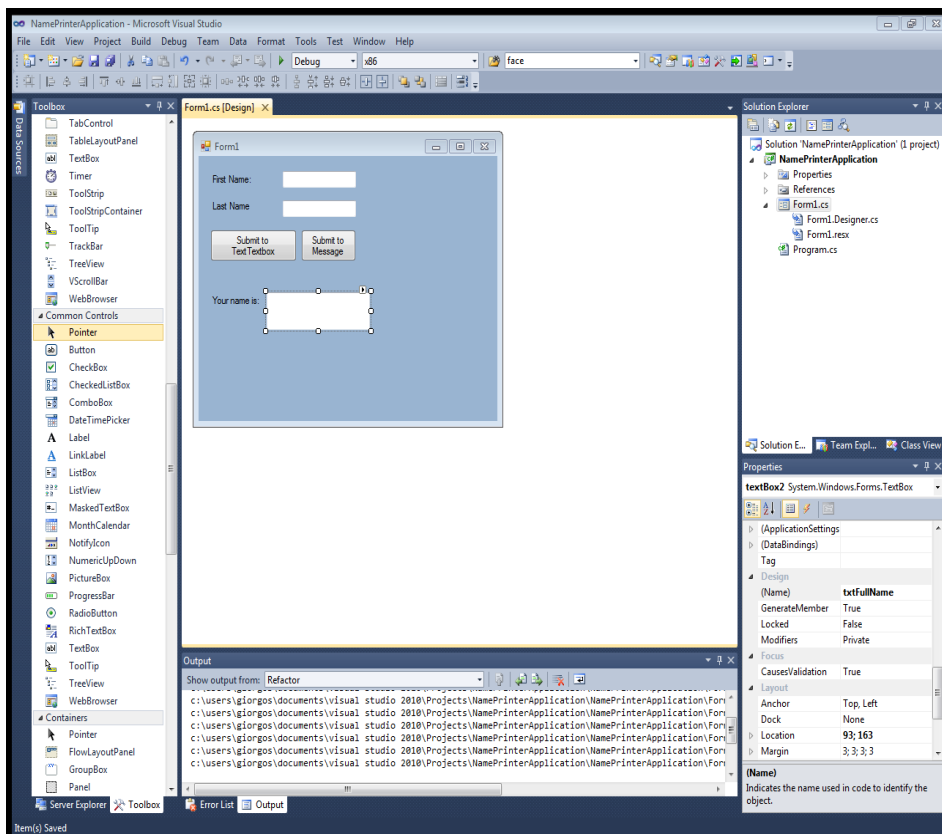 NamePrinterApplication - Microsoft Visual Studio
File Edit View Project Build Debug Team Data Format Tools Test Window Help
Debug x86 face
Data Sources
Toolbox
TabControl
TableLayoutPanel
TextBox
Timer
ToolStrip
ToolStripContainer
ToolTip
TrackBar
TreeView
VScrollBar
WebBrowser
Common Controls
Pointer
Button
CheckBox
CheckedListBox
ComboBox
DateTimePicker
Label
LinkLabel
ListBox
ListView
MaskedTextBox
MonthCalendar
NotifyIcon
NumericUpDown
PictureBox
ProgressBar
RadioButton
RichTextBox
TextBox
ToolTip
TreeView
WebBrowser
Containers
Pointer
FlowLayoutPanel
GroupBox
Panel
Server Explorer Toolbox
Form1.cs [Design]
Form1
First Name:
Last Name
Submit to
TextTextbox
Submit to
Message
Your name is:
Output
Show output from: Refactor
c:\users\giorgos\documents\visual studio 2010\Projects\NamePrinterApplication\NamePrinterApplication\For
c:\users\giorgos\documents\visual studio 2010\Projects\NamePrinterApplication\NamePrinterApplication\For
c:\users\giorgos\documents\visual studio 2010\Projects\NamePrinterApplication\NamePrinterApplication\For
c:\users\giorgos\documents\visual studio 2010\Projects\NamePrinterApplication\NamePrinterApplication\For
c:\users\giorgos\documents\visual studio 2010\Projects\NamePrinterApplication\NamePrinterApplication\For
c:\users\giorgos\documents\visual studio 2010\Projects\NamePrinterApplication\NamePrinterApplication\For
Error List Output
Solution Explorer
Solution 'NamePrinterApplication' (1 project)
NamePrinterApplication
Properties
References
Form1.cs
Form1.Designer.cs
Form1.resx
Program.cs
Solution E... Team Expl... Class View
Properties
textBox2 System.Windows.Forms.TextBox
(ApplicationSettings
(DataBindings)
Tag
Design
(Name) txtFullName
GenerateMember True
Locked False
Modifiers Private
Focus
CausesValidation True
Layout
Anchor Top, Left
Dock None
Location 93; 163
Margin 3; 3; 3; 3
(Name)
Indicates the name used in code to identify the
object.
Item(s) Saved